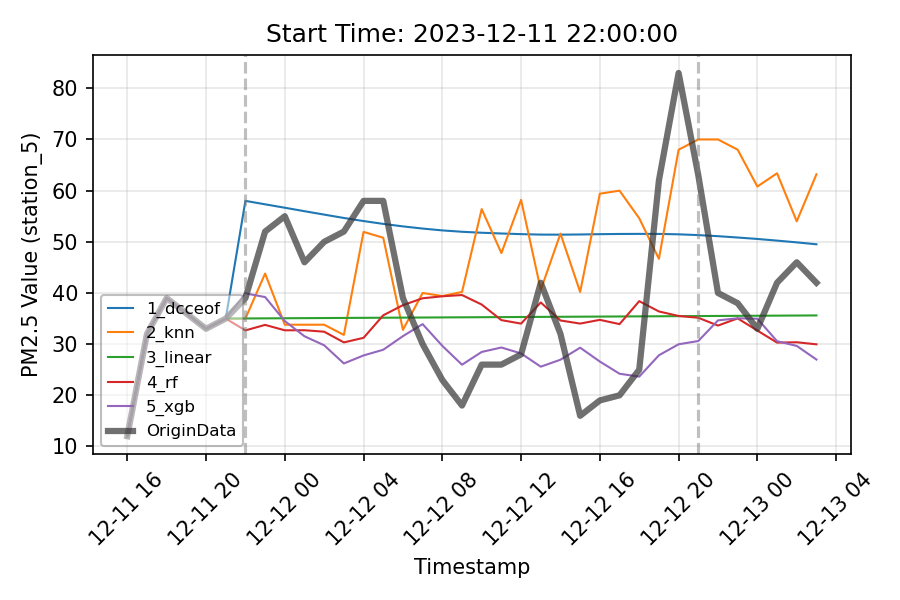 Start Time: 2023-12-11 22:00:00
PM2.5 Value (station_5)
80
70
60
50
40
30
20
10
1_dcceof
2_knn
3_linear
4_rf
5_xgb
OriginData
12-11 16
12-11 20
12-12 00
12-12 04
12-12 08
12-12 12
12-12 16
12-12 20
12-13 00
12-13 04
Timestamp